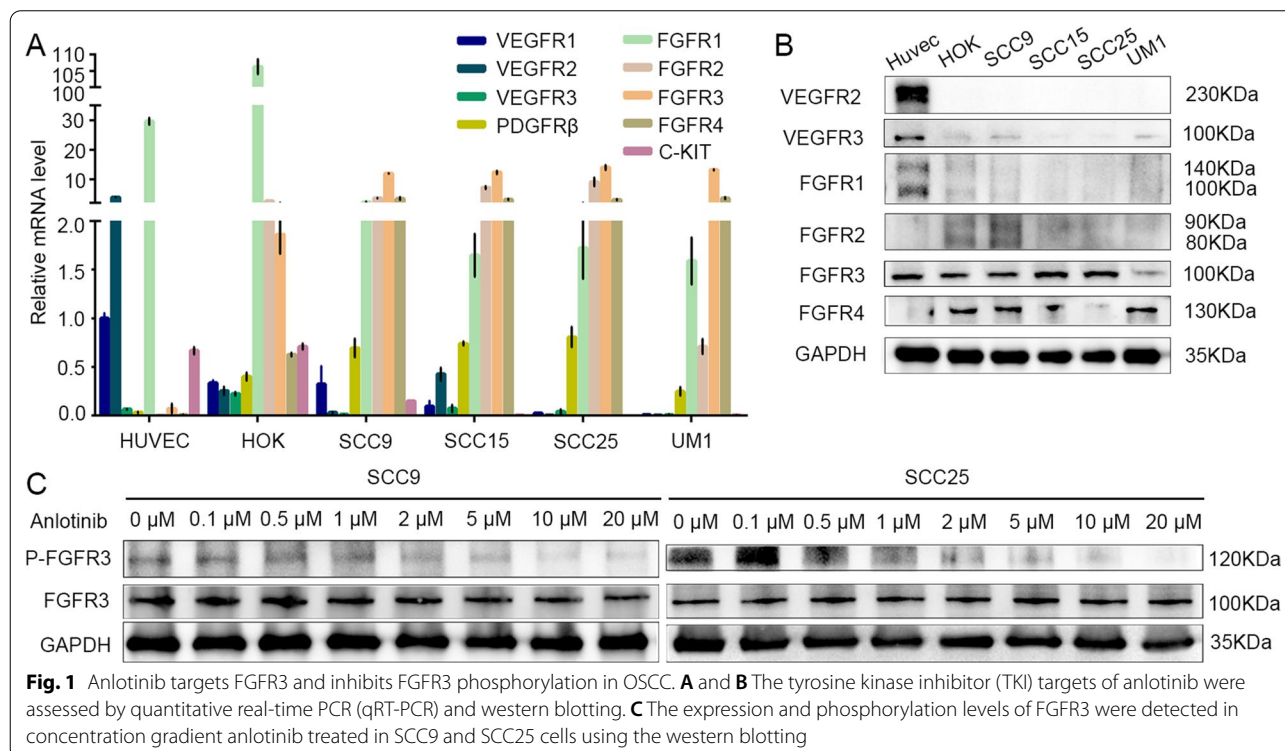 A
110
105
100
30
20
10
2.0
1.5
1.0
0.5
0.0
Relative mRNA level
VEGFR1
VEGFR2
VEGFR3
PDGFRβ
FGFR1
FGFR2
FGFR3
FGFR4
C-KIT
HUVEC HOK SCC9 SCC15 SCC25 UM1
B
Huvec HOK SCC9 SCC15 SCC25 UM1
VEGFR2 230KDa
VEGFR3 100KDa
FGFR1 140KDa
100KDa
FGFR2 90KDa
80KDa
FGFR3 100KDa
FGFR4 130KDa
GAPDH 35KDa
C
SCC9 SCC25
Anlotinib 0 µM 0.1 µM 0.5 µM 1 µM 2 µM 5 µM 10 µM 20 µM 0 µM 0.1 µM 0.5 µM 1 µM 2 µM 5 µM 10 µM 20 µM
P-FGFR3 120KDa
FGFR3 100KDa
GAPDH 35KDa
Fig. 1 Anlotinib targets FGFR3 and inhibits FGFR3 phosphorylation in OSCC. A and B The tyrosine kinase inhibitor (TKI) targets of anlotinib were
assessed by quantitative real-time PCR (qRT-PCR) and western blotting. C The expression and phosphorylation levels of FGFR3 were detected in
concentration gradient anlotinib treated in SCC9 and SCC25 cells using the western blotting